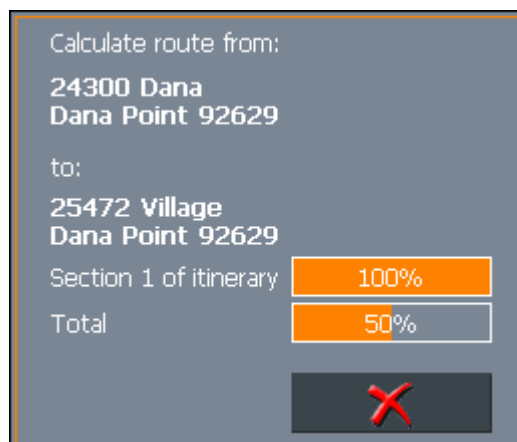 Calculate route from:
24300 Dana
Dana Point 92629
to:
25472 Village
Dana Point 92629
Section 1 of itinerary 100%
Total 50%